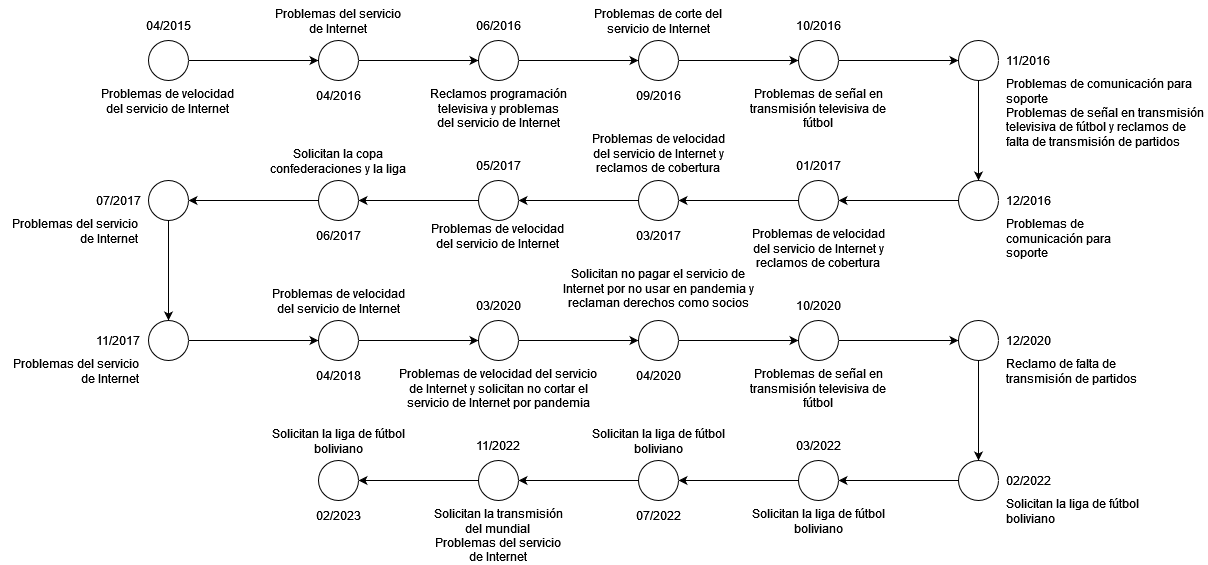 04/2015
Problemas de velocidad
del servicio de Internet
Problemas del servicio
de Internet
04/2016
06/2016
Reclamos programación
televisiva y problemas
del servicio de Internet
Problemas de corte del
servicio de Internet
09/2016
10/2016
Problemas de señal en
transmisión televisiva de
fútbol
11/2016
Problemas de comunicación para
soporte
Problemas de señal en transmisión
televisiva de fútbol y reclamos de
falta de transmisión de partidos
12/2016
Problemas de
comunicación para
soporte
01/2017
Problemas de velocidad
del servicio de Internet y
reclamos de cobertura
Problemas de velocidad
del servicio de Internet y
reclamos de cobertura
03/2017
05/2017
Problemas de velocidad
del servicio de Internet
Solicitan la copa
confederaciones y la liga
06/2017
07/2017
Problemas del servicio
de Internet
11/2017
Problemas del servicio
de Internet
Problemas de velocidad
del servicio de Internet
04/2018
03/2020
Problemas de velocidad del servicio
de Internet y solicitan no cortar el
servicio de Internet por pandemia
Solicitan no pagar el servicio de
Internet por no usar en pandemia y
reclaman derechos como socios
04/2020
10/2020
Problemas de señal en
transmisión televisiva de
fútbol
12/2020
Reclamo de falta de
transmisión de partidos
02/2022
Solicitan la liga de fútbol
boliviano
03/2022
Solicitan la liga de fútbol
boliviano
Solicitan la liga de fútbol
boliviano
07/2022
11/2022
Solicitan la transmisión
del mundial
Problemas del servicio
de Internet
Solicitan la liga de fútbol
boliviano
02/2023